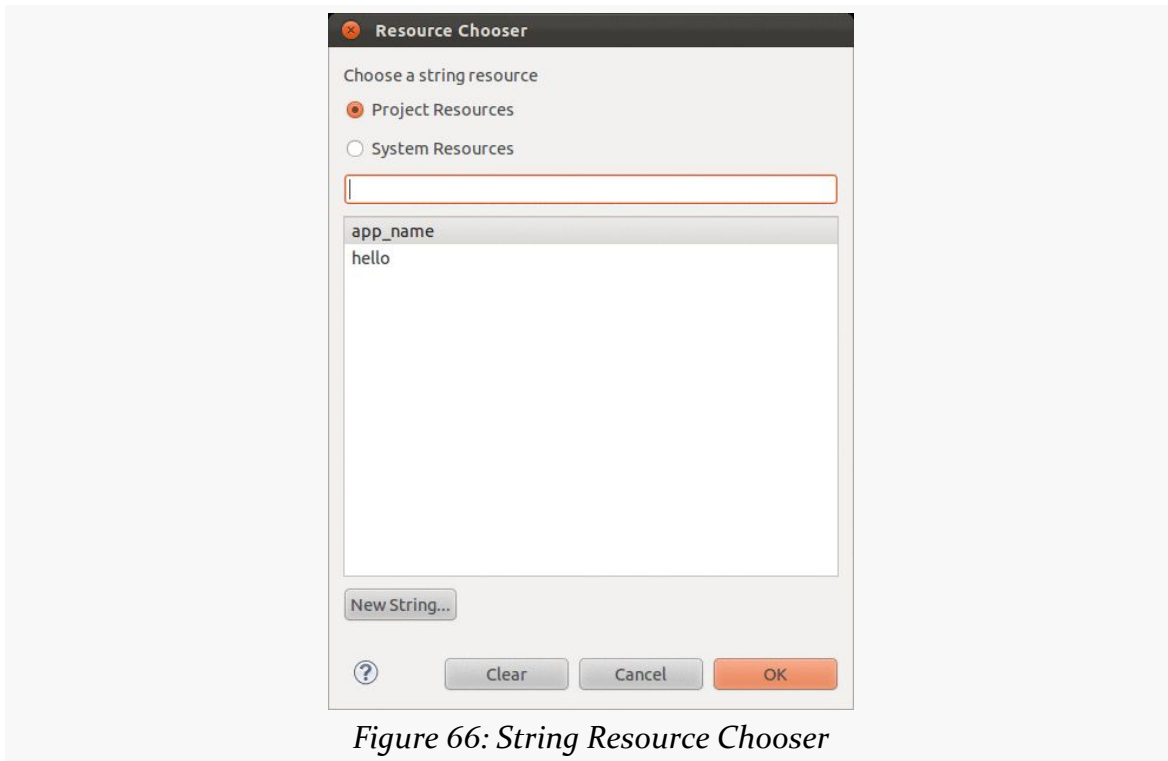 Resource Chooser
Choose a string resource
Project Resources
System Resources
app_name
hello
New String...
?
Clear Cancel OK
Figure 66: String Resource Chooser